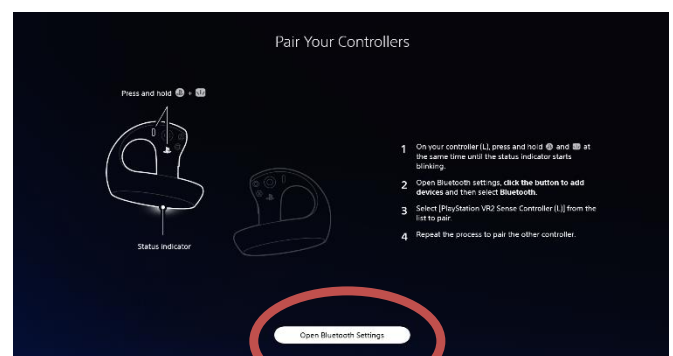 Pair Your Controllers
Press and hold +
1 On your controller (L), press and hold and at
the same time until the status indicator starts
blinking.
2 Open Bluetooth settings, click the button to add
devices and then select Bluetooth.
3 Select [PlayStation VR2 Sense Controller (L)] from the
list to pair
4 Repeat the process to pair the other controller.
Status indicator
Open Bluetooth Settings